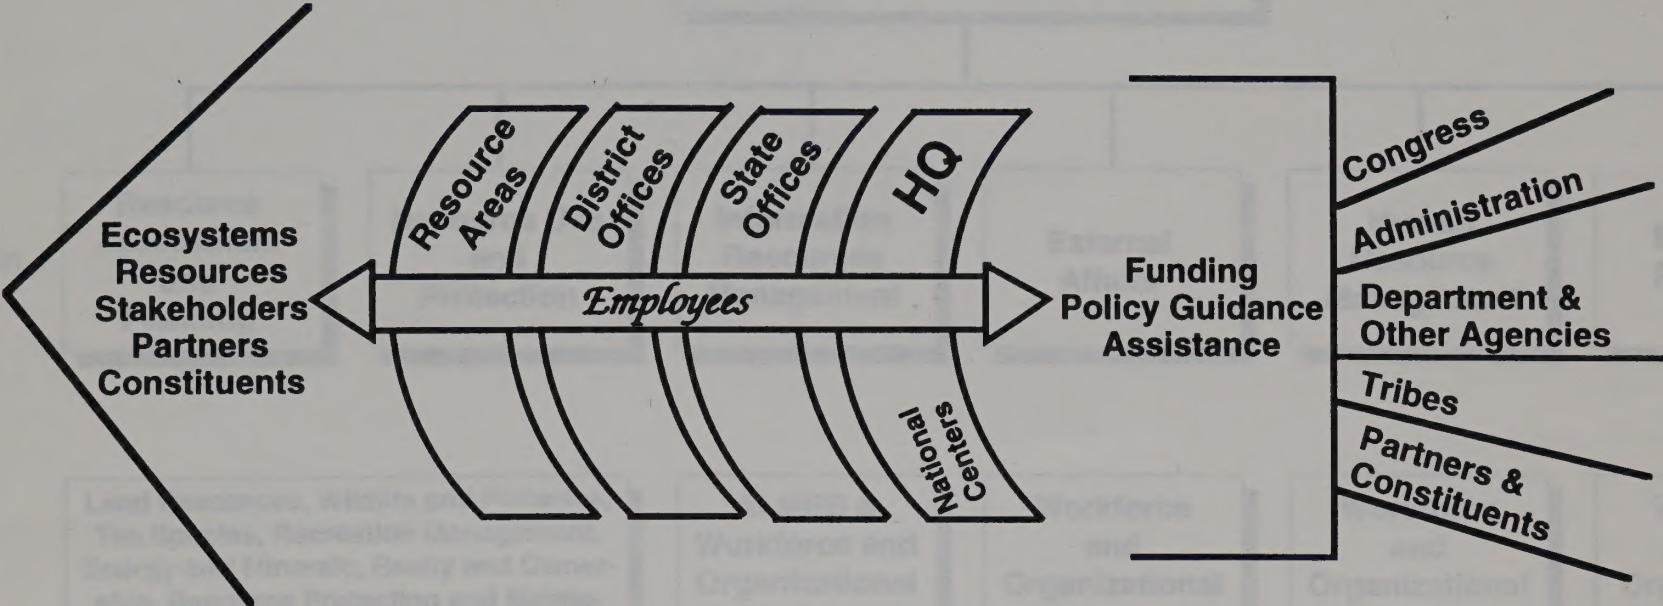 Ecosystems
Resources
Stakeholders
Partners
Constituents
Resource
Areas
District
Offices
State
Offices
HQ
Employees
National
Centers
Funding
Policy Guidance
Assistance
Congress
Administration
Department &
Other Agencies
Tribes
Partners &
Constituents